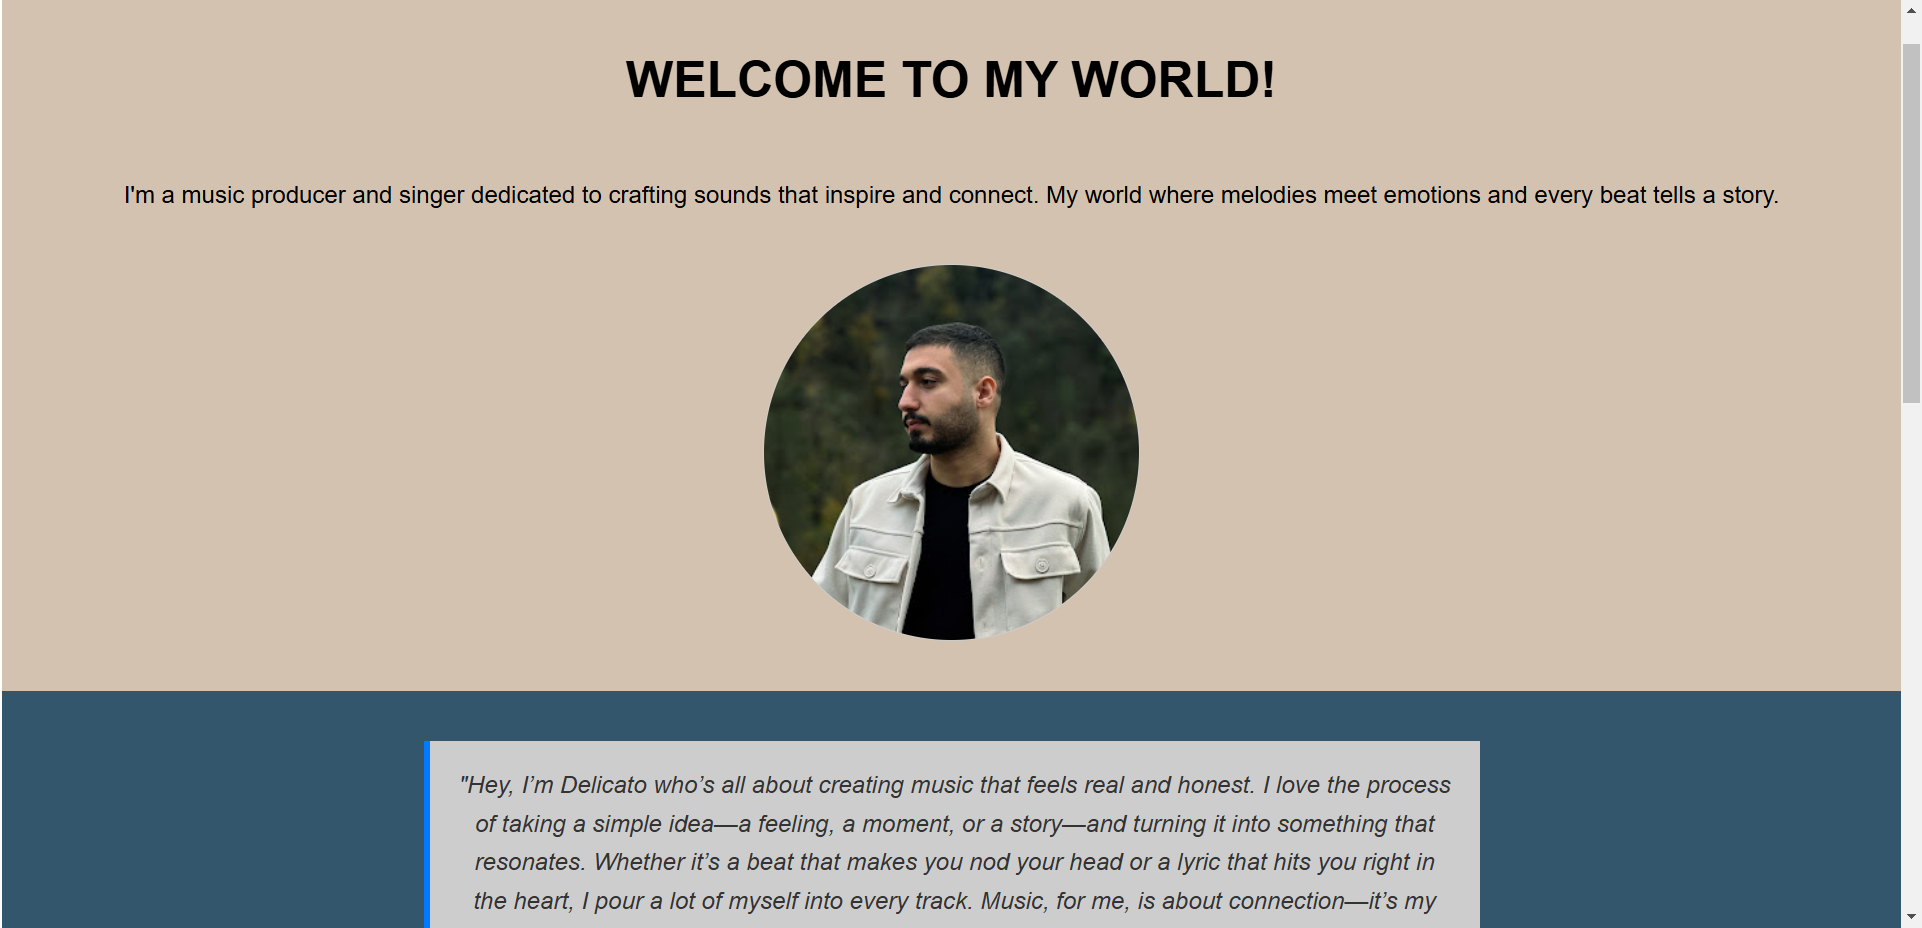 WELCOME TO MY WORLD!
I'm a music producer and singer dedicated to crafting sounds that inspire and connect. My world where melodies meet emotions and every beat tells a story.
"Hey, I’m Delicato who’s all about creating music that feels real and honest. I love the process
of taking a simple idea—a feeling, a moment, or a story—and turning it into something that
resonates. Whether it’s a beat that makes you nod your head or a lyric that hits you right in
the heart, I pour a lot of myself into every track. Music, for me, is about connection—it’s my